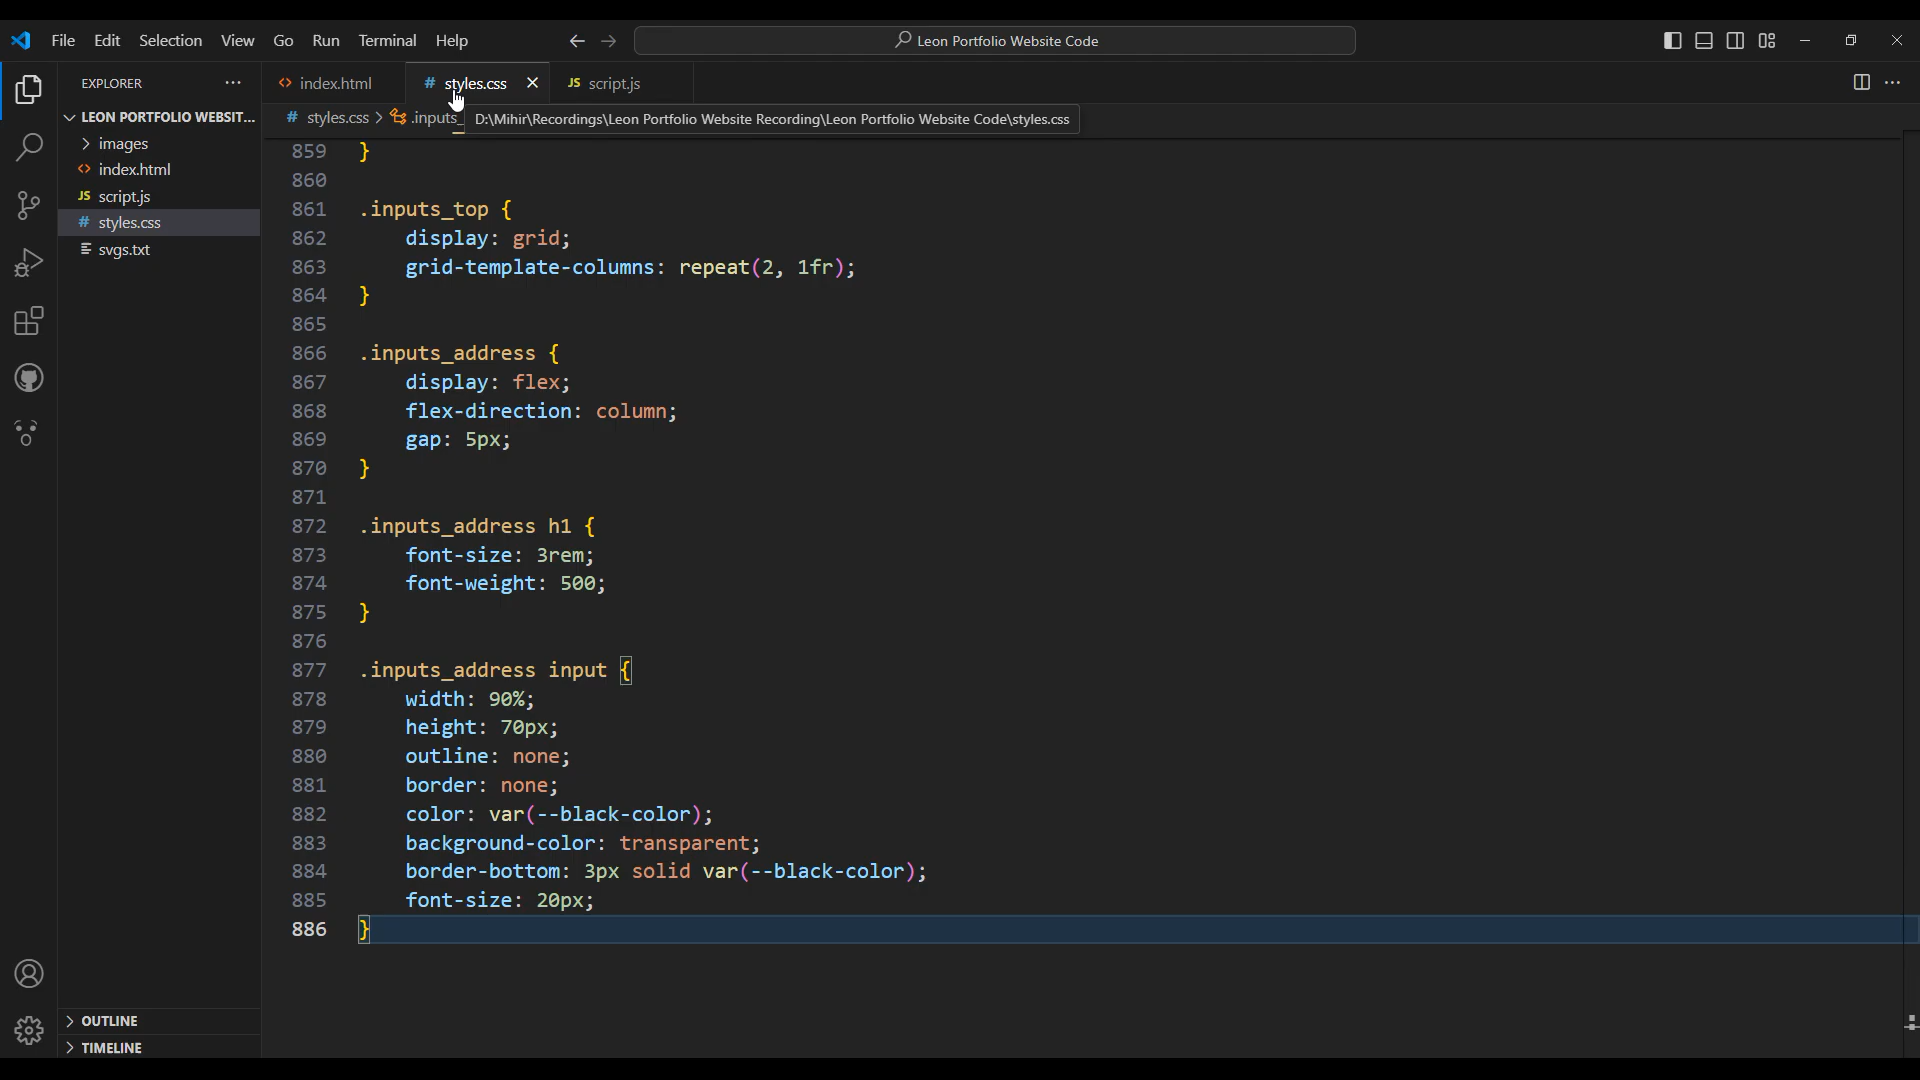 File Edit Selection View Go Run Terminal Help
Leon Portfolio Website Code
EXPLORER
LEON PORTFOLIO WEBSIT...
images
index.html
JS script.js
# styles.css
svgs.txt
OUTLINE
TIMELINE
<> index.html
# styles.css
JS script.js
# styles.css > .inputs_
D:\Mihir\Recordings\Leon Portfolio Website Recording\Leon Portfolio Website Code\styles.css
859 }
860
861 .inputs_top {
862     display: grid;
863     grid-template-columns: repeat(2, 1fr);
864 }
865
866 .inputs_address {
867     display: flex;
868     flex-direction: column;
869     gap: 5px;
870 }
871
872 .inputs_address h1 {
873     font-size: 3rem;
874     font-weight: 500;
875 }
876
877 .inputs_address input {
878     width: 90%;
879     height: 70px;
880     outline: none;
881     border: none;
882     color: var(--black-color);
883     background-color: transparent;
884     border-bottom: 3px solid var(--black-color);
885     font-size: 20px;
886 }